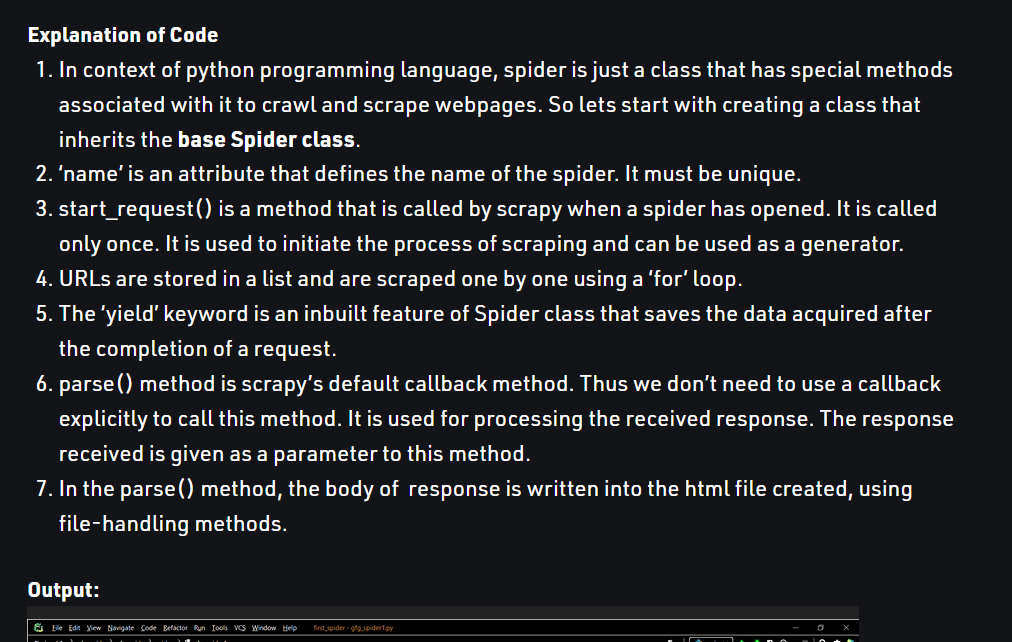 Explanation of Code
1. In context of python programming language, spider is just a class that has special methods
associated with it to crawl and scrape webpages. So lets start with creating a class that
inherits the base Spider class.
2. ‘name’ is an attribute that defines the name of the spider. It must be unique.
3. start_request() is a method that is called by scrapy when a spider has opened. It is called
only once. It is used to initiate the process of scraping and can be used as a generator.
4. URLs are stored in a list and are scraped one by one using a ‘for’ loop.
5. The ‘yield’ keyword is an inbuilt feature of Spider class that saves the data acquired after
the completion of a request.
6. parse() method is scrapy’s default callback method. Thus we don’t need to use a callback
explicitly to call this method. It is used for processing the received response. The response
received is given as a parameter to this method.
7. In the parse() method, the body of response is written into the html file created, using
file-handling methods.
Output:
File Edit View Navigate Code Refactor Run Tools VCS Window Help first_spider - gfg_spider1.py